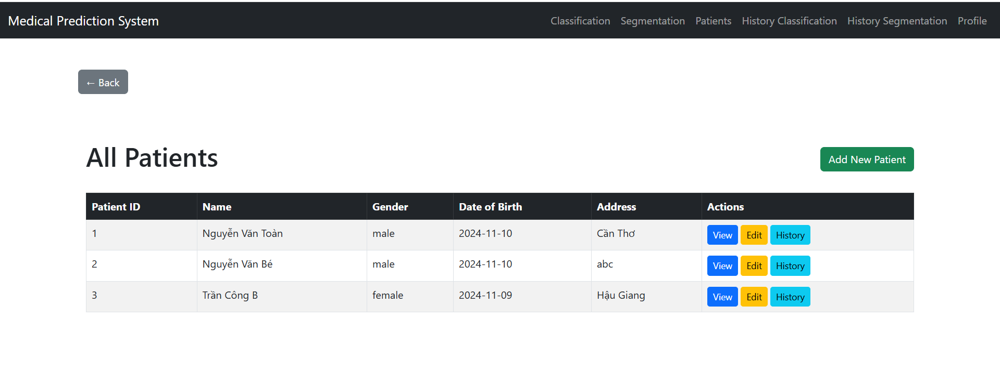 Medical Prediction System Classification Segmentation Patients History Classification History Segmentation Profile
← Back
All Patients Add New Patient
Patient ID Name Gender Date of Birth Address Actions
1 Nguyễn Văn Toàn male 2024-11-10 Cần Thơ View Edit History
2 Nguyễn Văn Bé male 2024-11-10 abc View Edit History
3 Trần Công B female 2024-11-09 Hậu Giang View Edit History